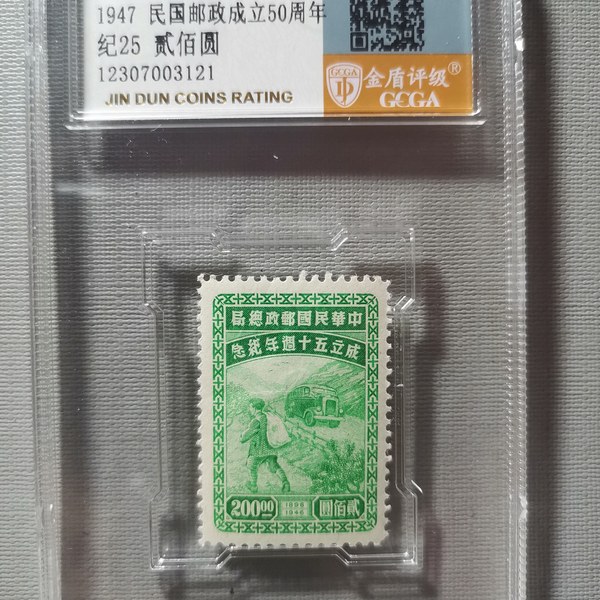 1947 民国邮政成立50周年
纪25 贰佰圆
12307003121
JIN DUN COINS RATING
GCGA
金盾评级®
GCGA
中華民國郵政總局
成立五十週年紀念
200.00
貳佰圓